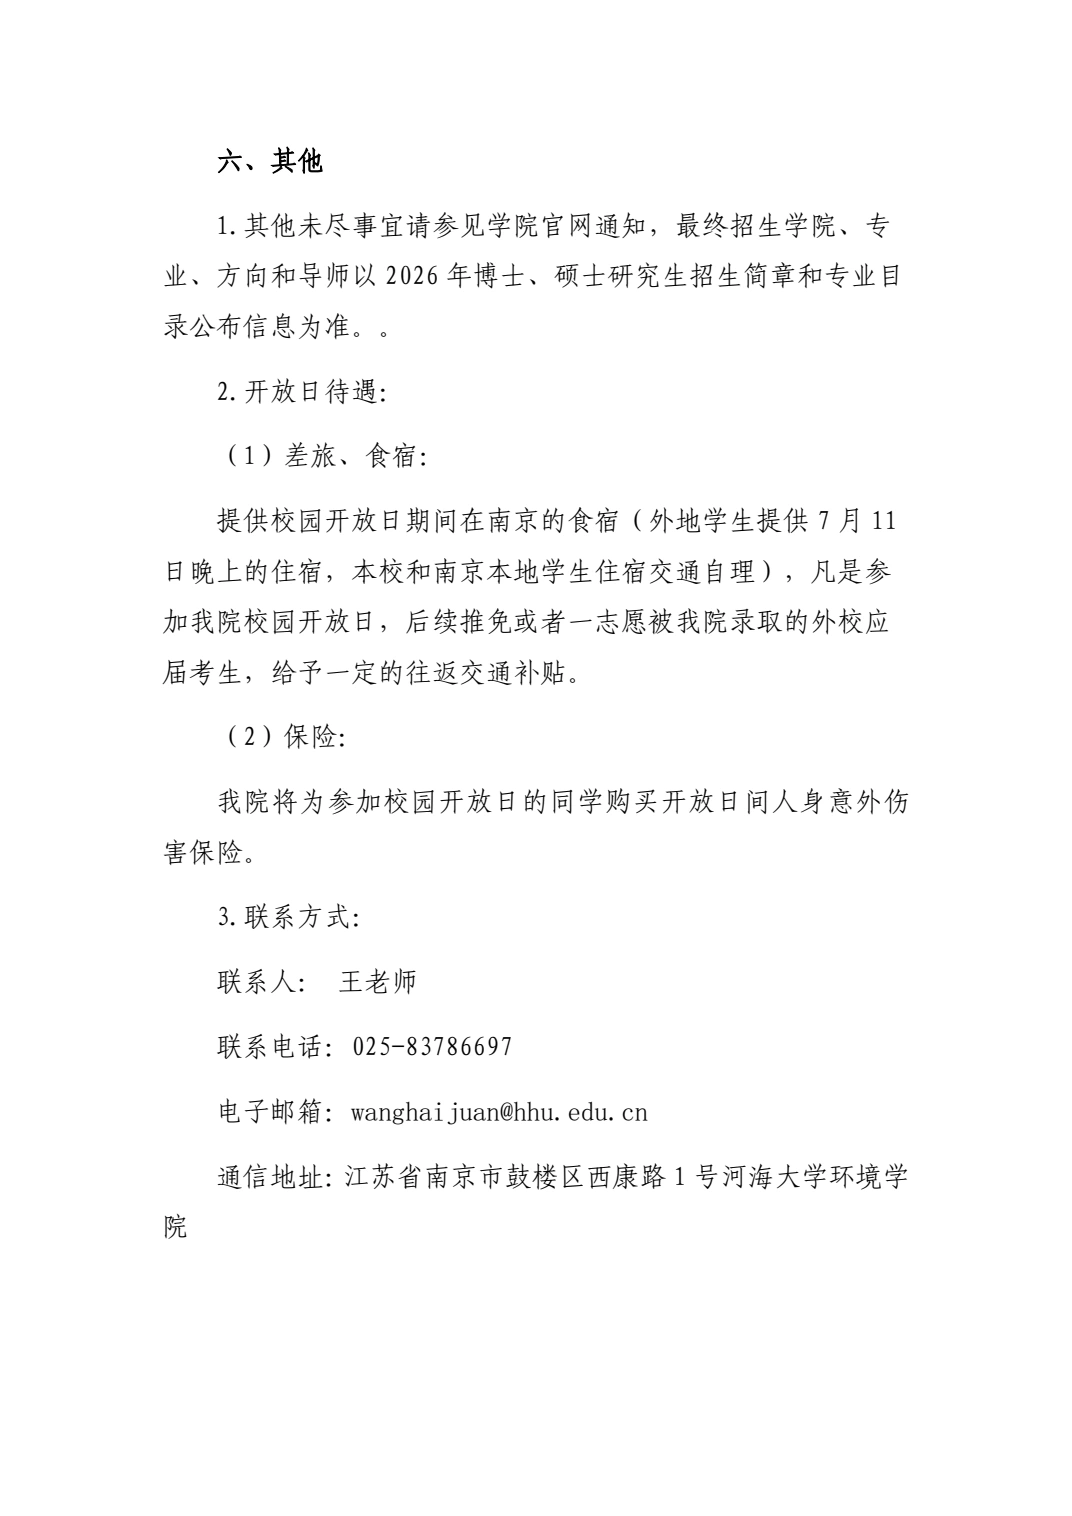 六、其他
1.其他未尽事宜请参见学院官网通知，最终招生学院、专
业、方向和导师以 2026 年博士、硕士研究生招生简章和专业目
录公布信息为准。。
2.开放日待遇：
（1）差旅、食宿：
提供校园开放日期间在南京的食宿（外地学生提供 7 月 11
日晚上的住宿，本校和南京本地学生住宿交通自理），凡是参
加我院校园开放日，后续推免或者一志愿被我院录取的外校应
届考生，给予一定的往返交通补贴。
（2）保险：
我院将为参加校园开放日的同学购买开放日间人身意外伤
害保险。
3.联系方式：
联系人： 王老师
联系电话：025-83786697
电子邮箱：wanghaijuan@hhu.edu.cn
通信地址：江苏省南京市鼓楼区西康路 1 号河海大学环境学
院